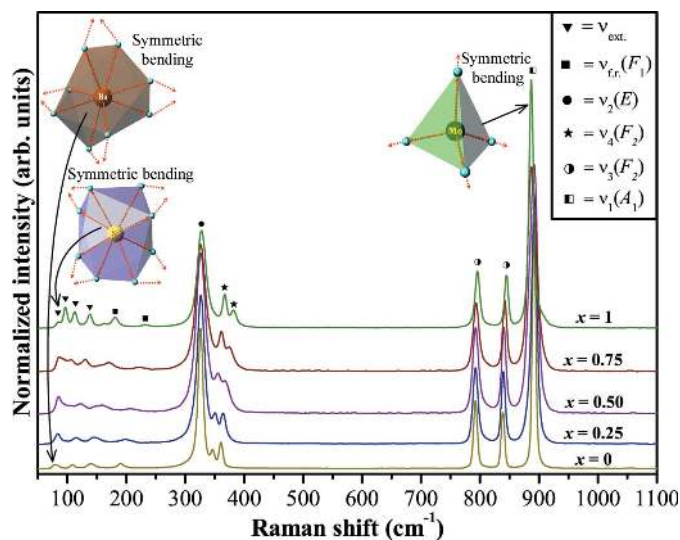 Symmetric
bending
Ba
Symmetric bending
Symmetric
bending
Mo
= ν ext.
= ν f.r.(F1)
= ν2(E)
= ν4(F2)
= ν3(F2)
= ν1(A1)
x = 1
x = 0.75
x = 0.50
x = 0.25
x = 0
Normalized intensity (arb. units)
50 100 200 300 400 500 600 700 800 900 1000 1100
Raman shift (cm-1)